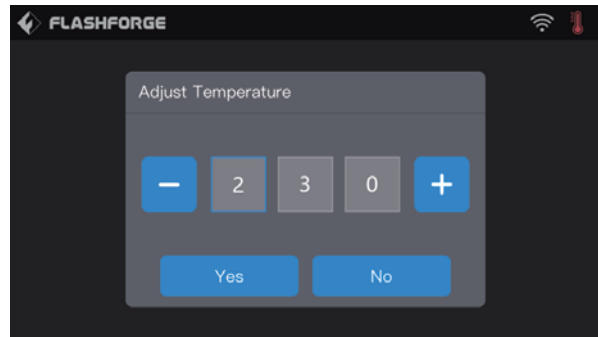 FLASHFORGE
Adjust Temperature
− 2 3 0 +
Yes No